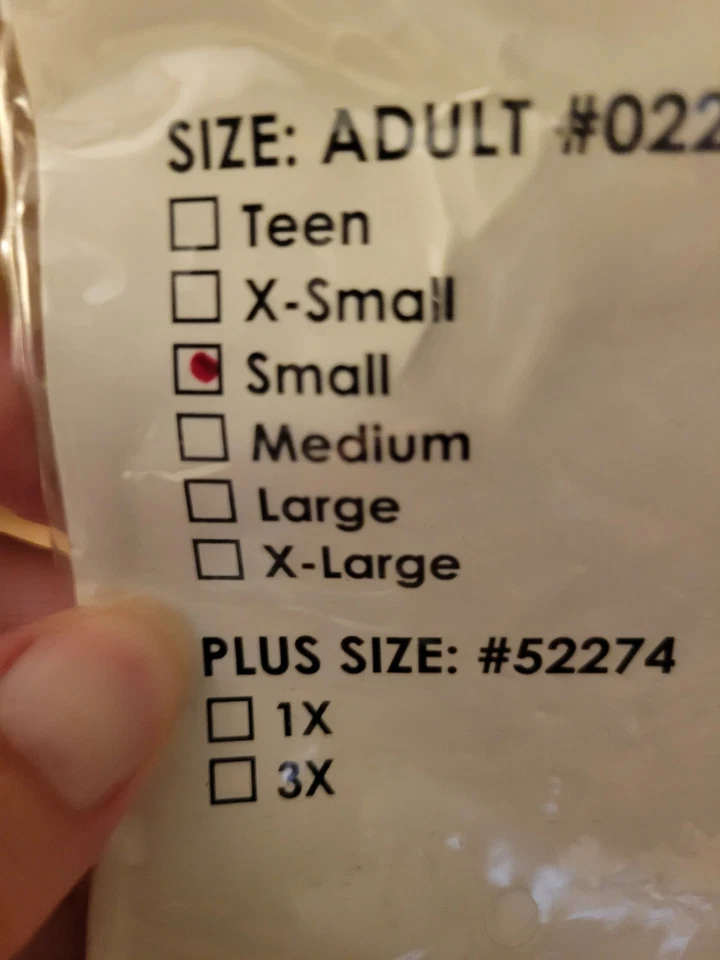 SIZE: ADULT #022
Teen
X-Small
Small
Medium
Large
X-Large
PLUS SIZE: #52274
1X
3X